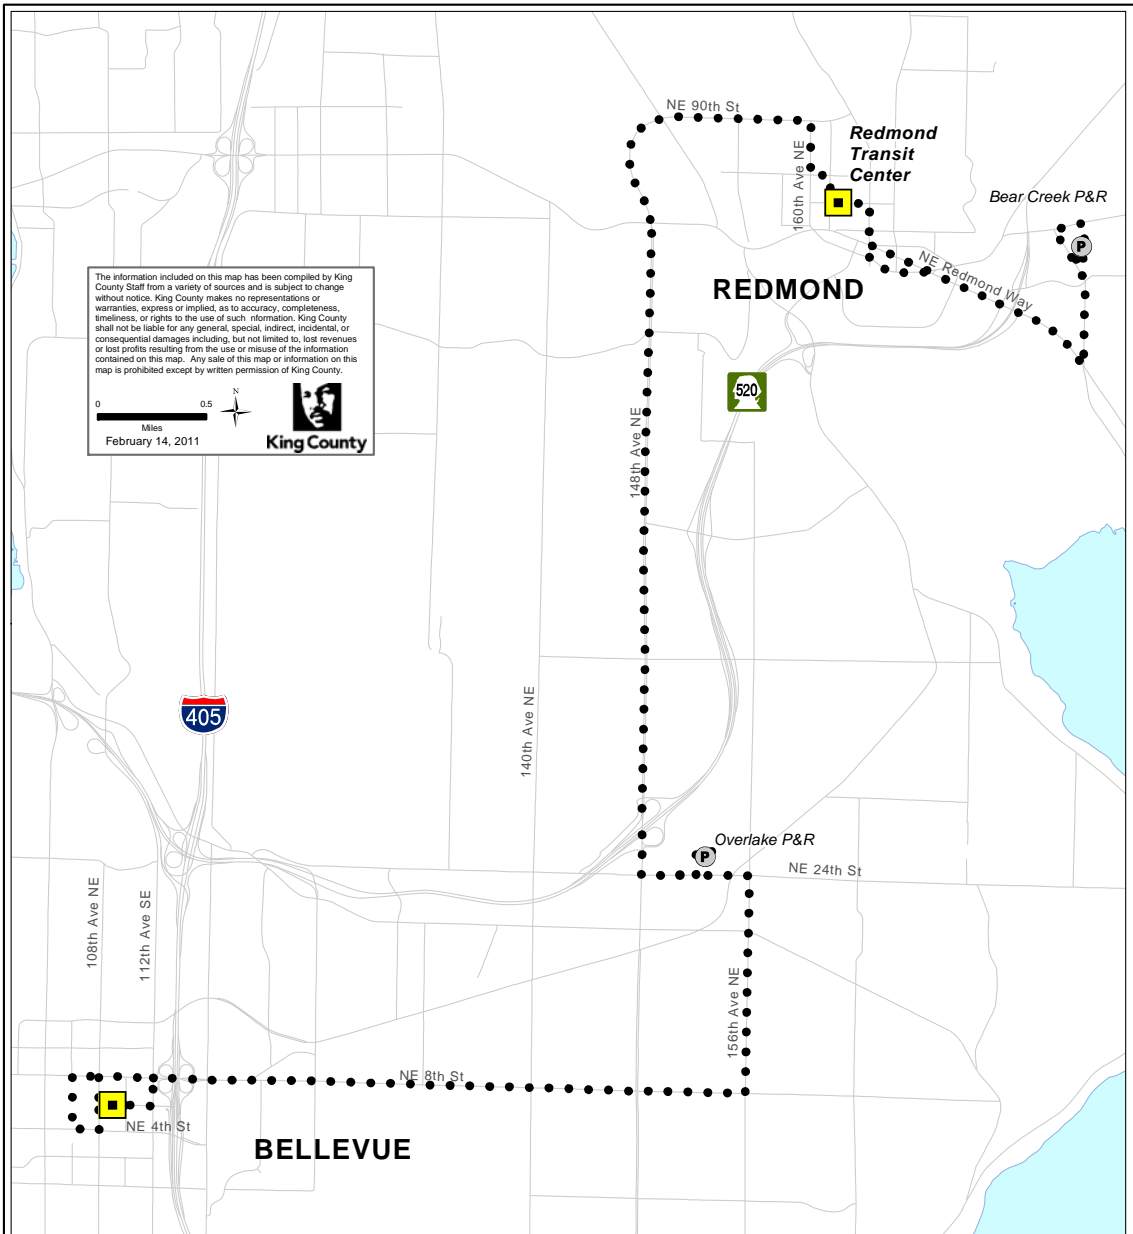 NE 90th St
Redmond
Transit
Center
160th Ave NE
Bear Creek P&R
P
NE Redmond Way
REDMOND
The information included on this map has been compiled by King
County Staff from a variety of sources and is subject to change
without notice. King County makes no representations or
warranties, express or implied, as to accuracy, completeness,
timeliness, or rights to the use of such nformation. King County
shall not be liable for any general, special, indirect, incidental, or
consequential damages including, but not limited to, lost revenues
or lost profits resulting from the use or misuse of the information
contained on this map. Any sale of this map or information on this
map is prohibited except by written permission of King County.
N
0 0.5
Miles
February 14, 2011
King County
520
148th Ave NE
405
140th Ave NE
Overlake P&R
P
NE 24th St
108th Ave NE
112th Ave SE
156th Ave NE
NE 8th St
NE 4th St
BELLEVUE